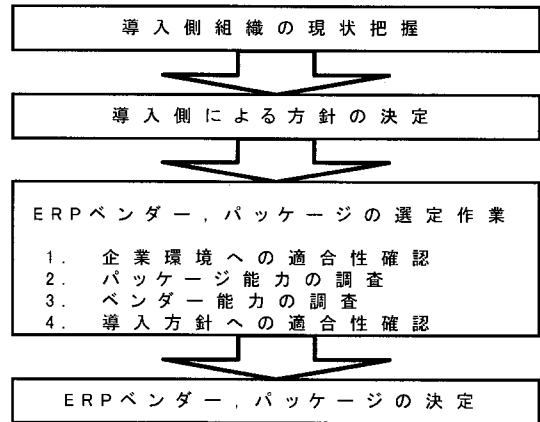 導入側組織の現状把握
導入側による方針の決定
ERPベンダー,パッケージの選定作業
1. 企業環境への適合性確認
2. パッケージ能力の調査
3. ベンダー能力の調査
4. 導入方針への適合性確認
ERPベンダー,パッケージの決定